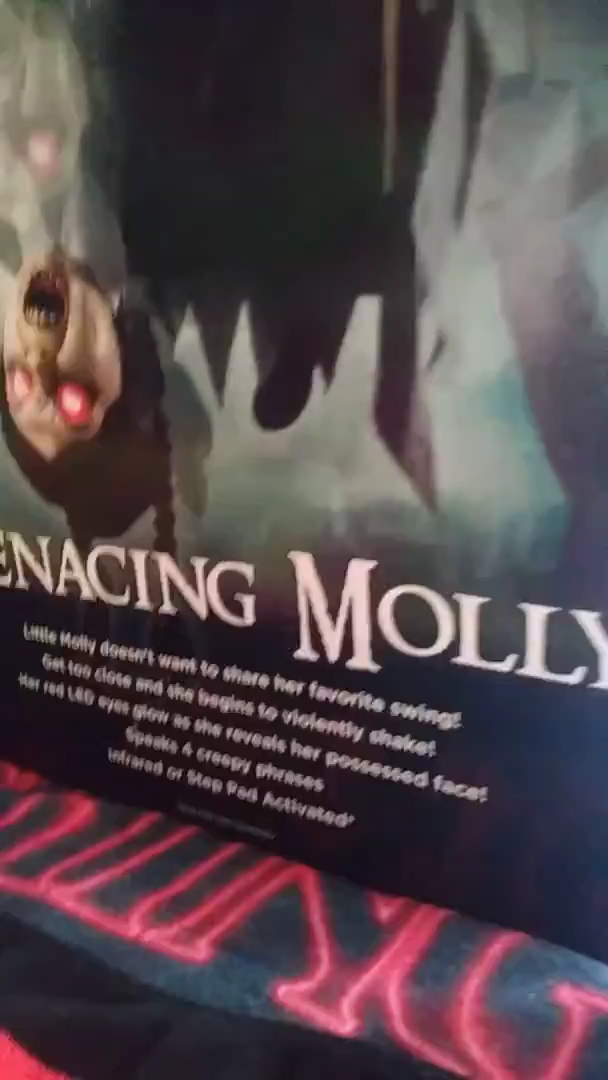 ENACING MOLLY
Little Molly doesn't want to share her favorite swing!
Get too close and she begins to violently shake!
Her red LED eyes glow as she reveals her possessed face!
Speaks 4 creepy phrases
Infrared or Step Pad Activated*